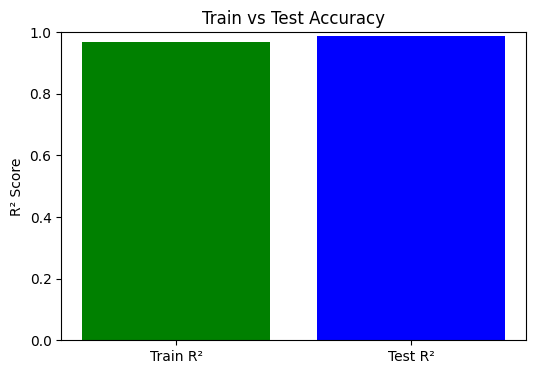 Train vs Test Accuracy
R² Score
1.0
0.8
0.6
0.4
0.2
0.0
Train R²
Test R²